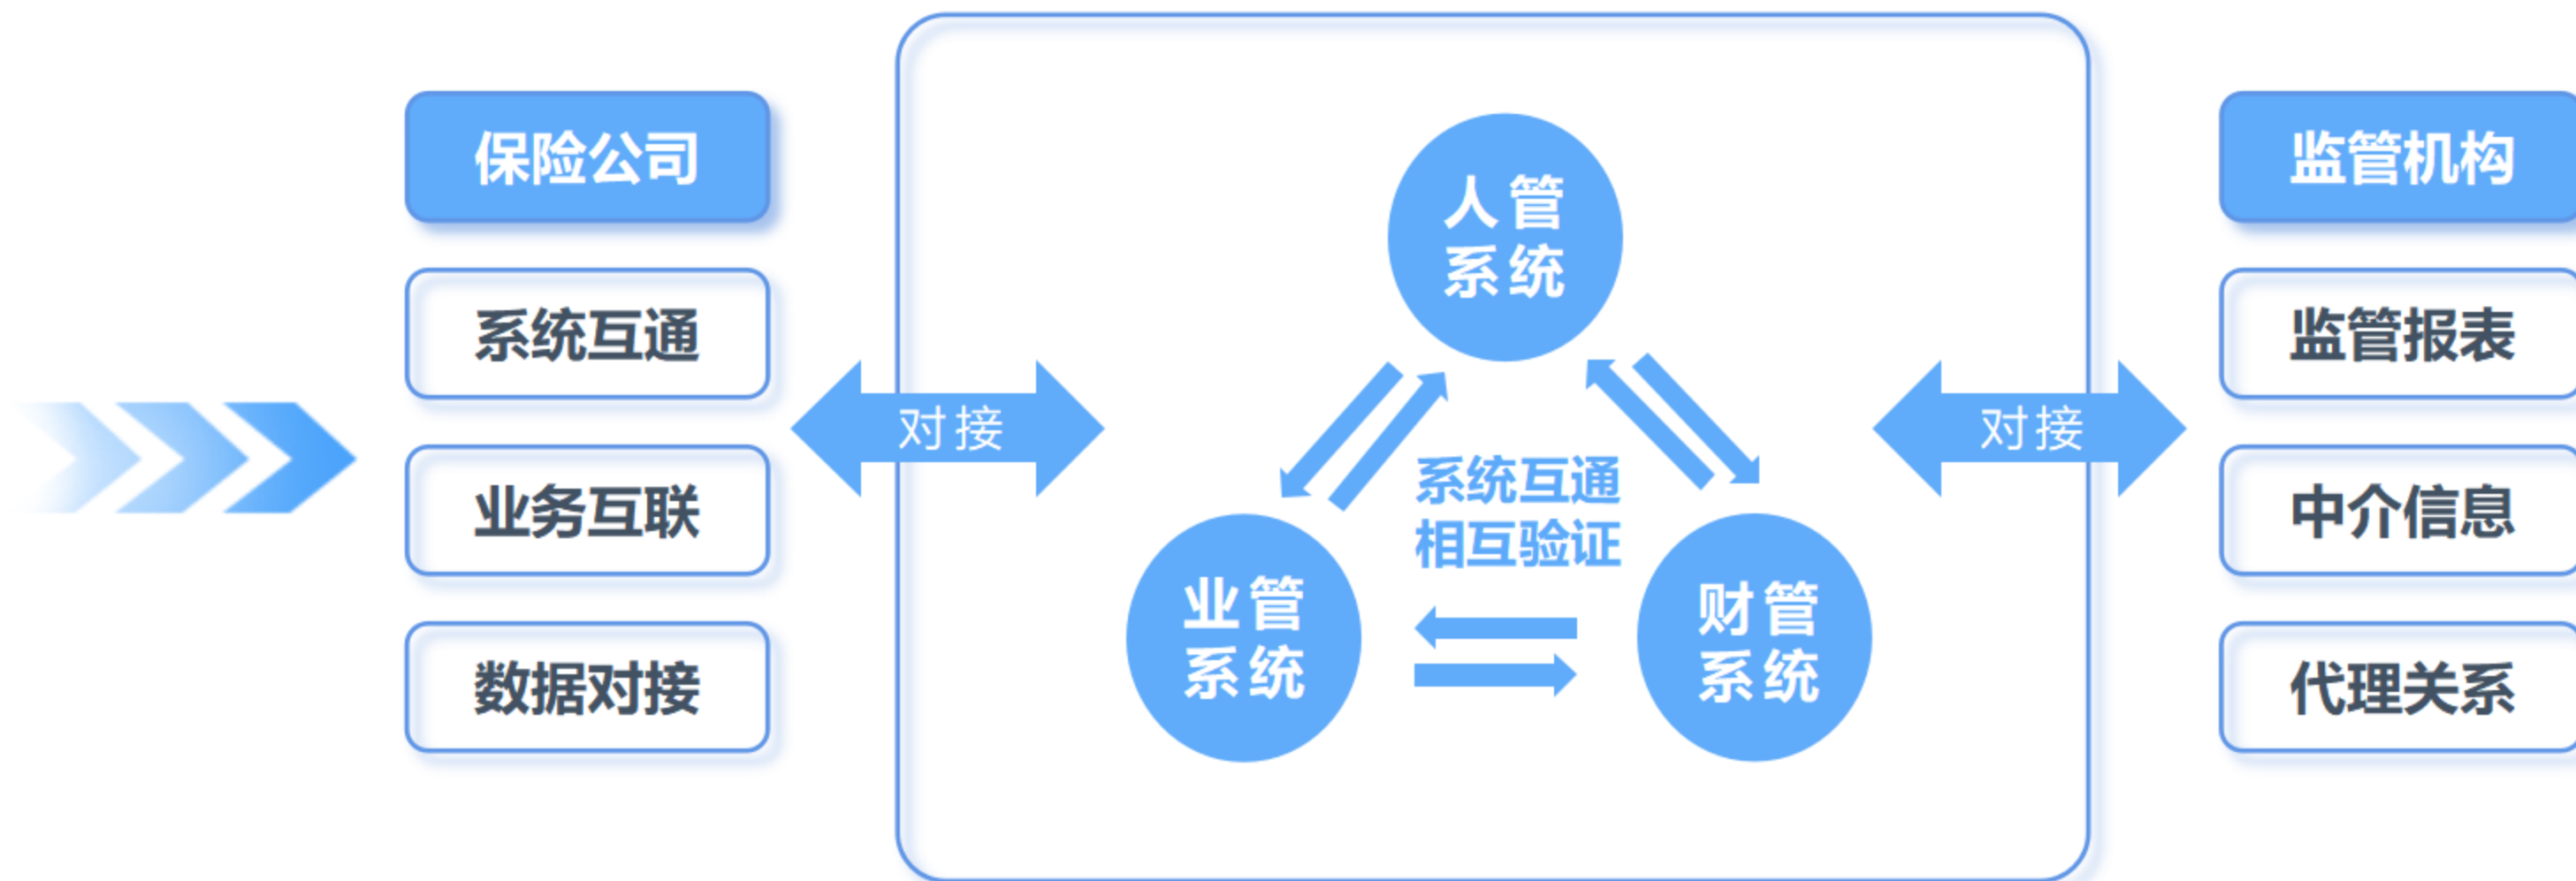 保险公司
系统互通
业务互联
数据对接
对接
人管
系统
系统互通
相互验证
业管
系统
财管
系统
对接
监管机构
监管报表
中介信息
代理关系